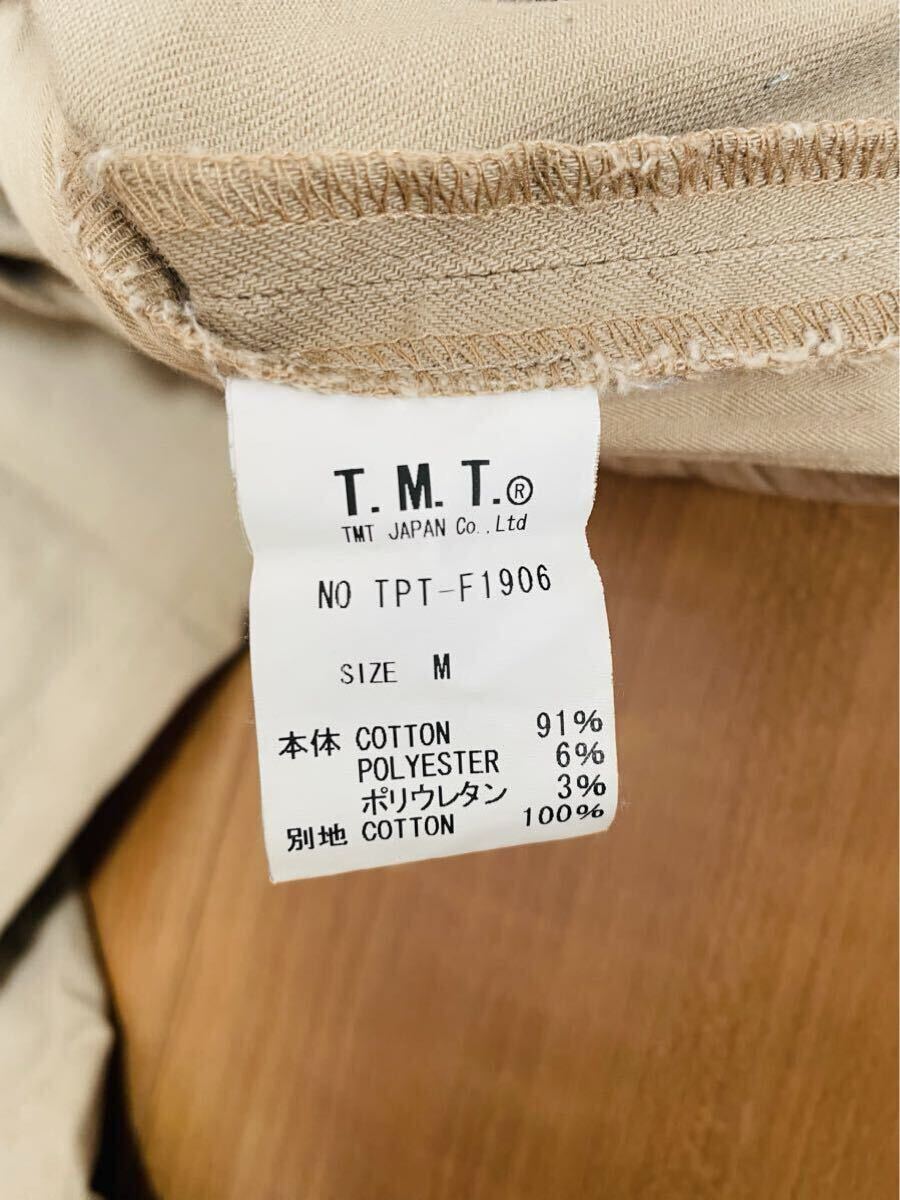 T.M.T.®
TMT JAPAN Co.,Ltd
NO TPT-F1906
SIZE M
本体 COTTON 91%
POLYESTER 6%
ポリウレタン 3%
別地 COTTON 100%